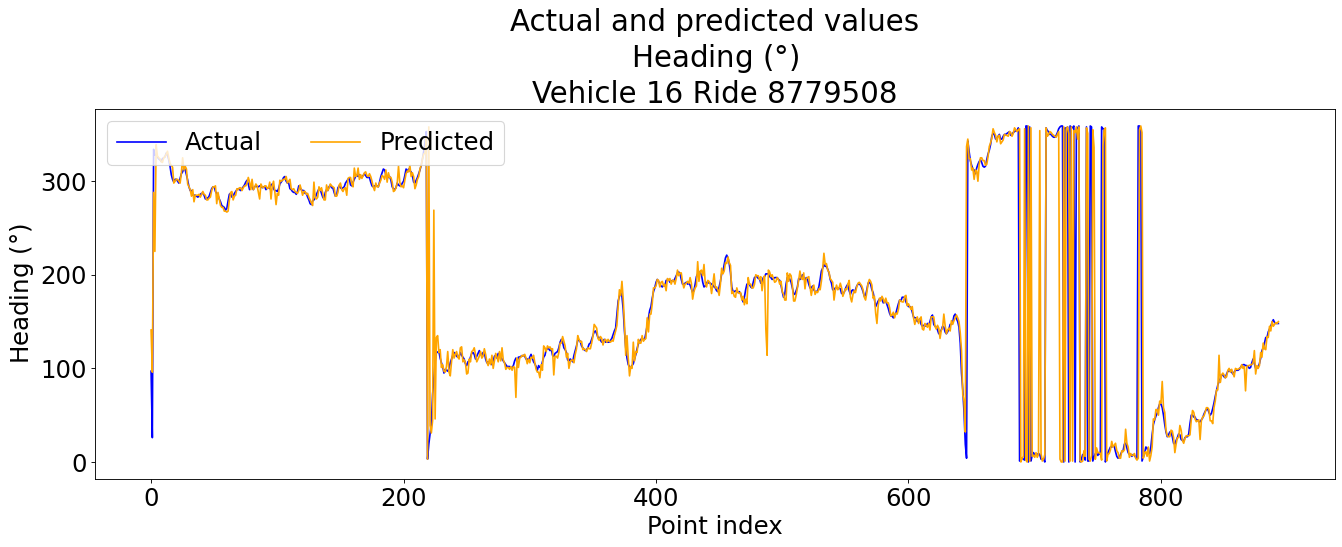 Actual and predicted values
Heading (°)
Vehicle 16 Ride 8779508
Actual
Predicted
Heading (°)
300
200
100
0
0
200
400
600
800
Point index